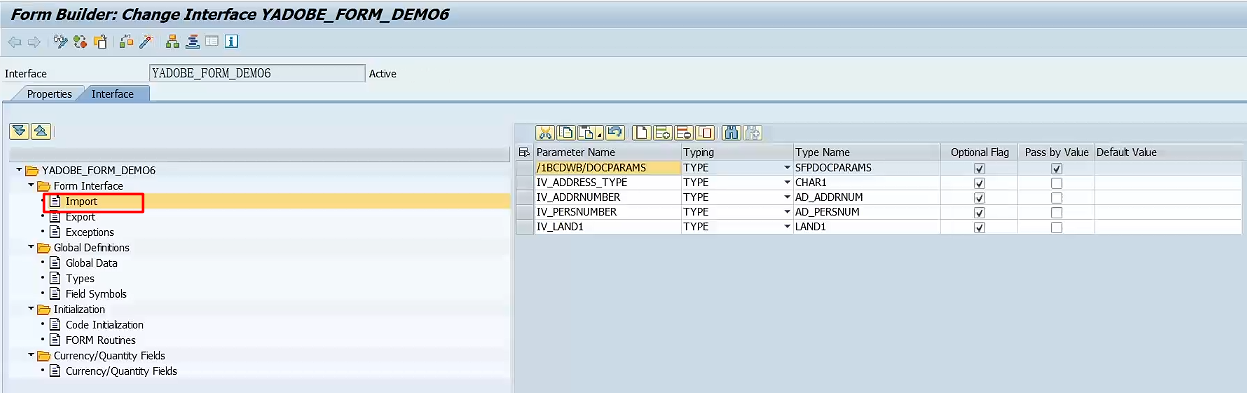 Form Builder: Change Interface YADOBE_FORM_DEMO6
Interface YADOBE_FORM_DEMO6 Active
Properties Interface
YADOBE_FORM_DEMO6
Form Interface
Import
Export
Exceptions
Global Definitions
Global Data
Types
Field Symbols
Initialization
Code Initialization
FORM Routines
Currency/Quantity Fields
Currency/Quantity Fields
Parameter Name Typing Type Name Optional Flag Pass by Value Default Value
/1BCDWB/DOCPARAMS TYPE SFPDOCPARAMS
IV_ADDRESS_TYPE TYPE CHAR1
IV_ADDRNUMBER TYPE AD_ADDRNUM
IV_PERSNUMBER TYPE AD_PERSNUM
IV_LAND1 TYPE LAND1